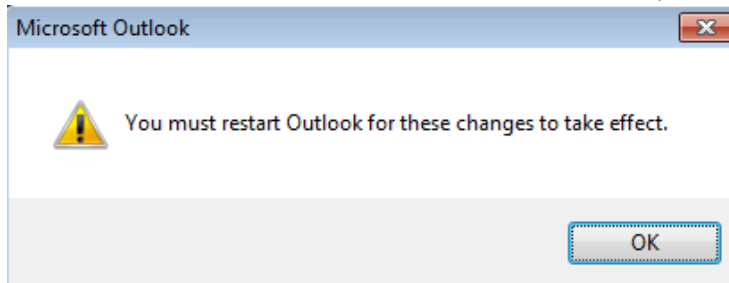 Microsoft Outlook
You must restart Outlook for these changes to take effect.
OK